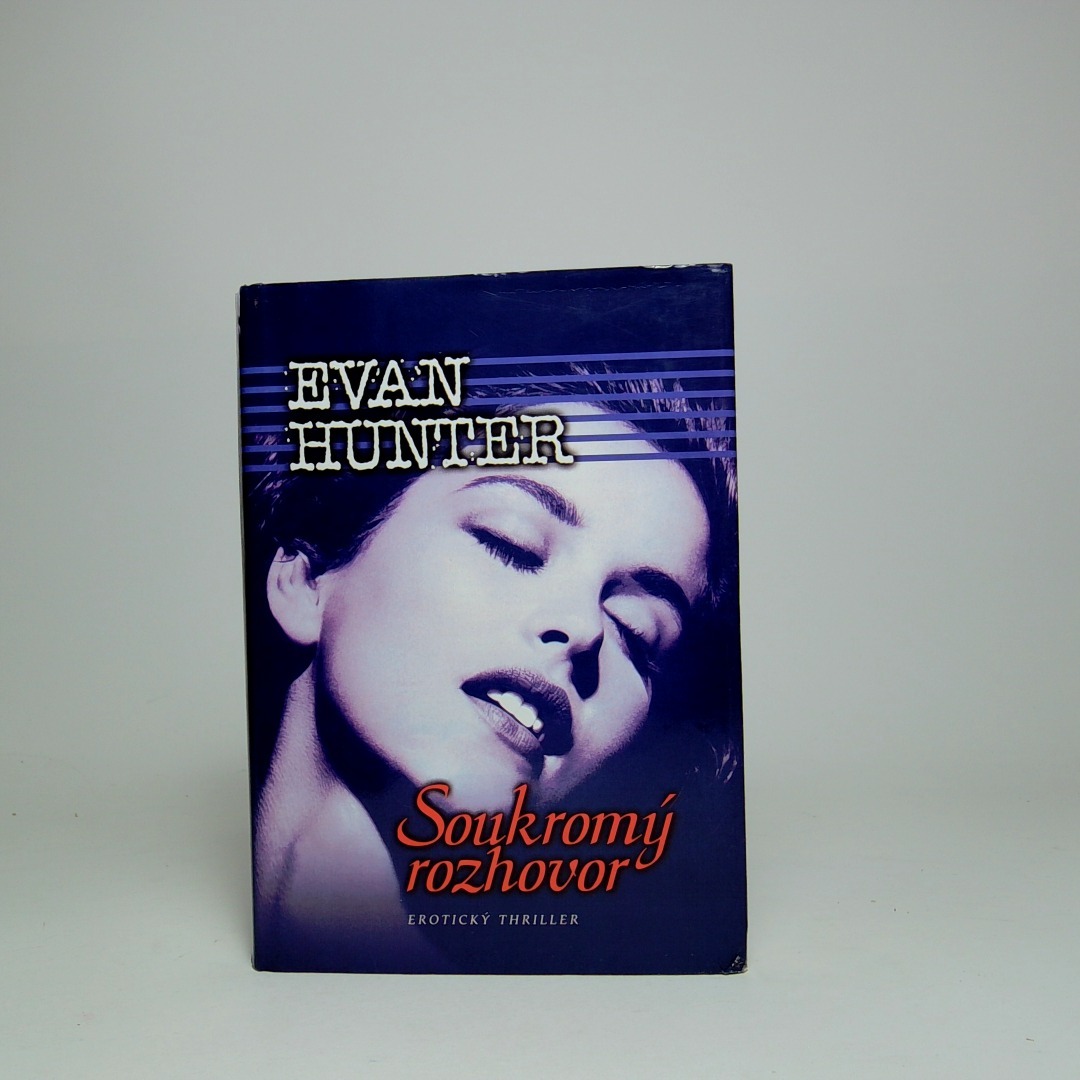 EVAN
HUNTER
Soukromý
rozhovor
EROTICKÝ THRILLER